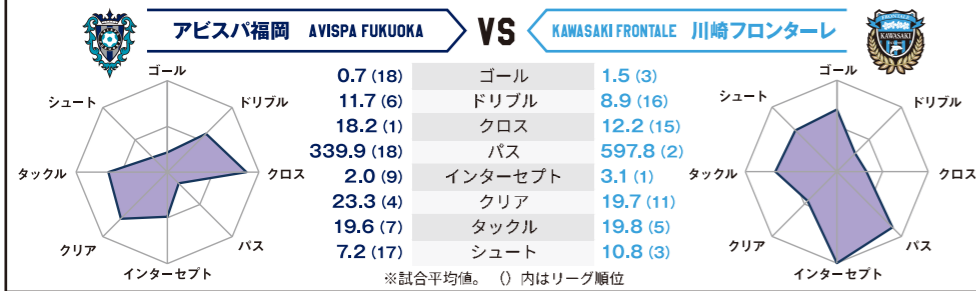 アビスパ福岡 AVISPA FUKUOKA VS KAWASAKI FRONTALE 川崎フロンターレ
FRONTALE
KAWASAKI
ゴール
ドリブル
クロス
パス
インターセプト
クリア
タックル
シュート
0.7 (18) ゴール 1.5 (3)
11.7 (6) ドリブル 8.9 (16)
18.2 (1) クロス 12.2 (15)
339.9 (18) パス 597.8 (2)
2.0 (9) インターセプト 3.1 (1)
23.3 (4) クリア 19.7 (11)
19.6 (7) タックル 19.8 (5)
7.2 (17) シュート 10.8 (3)
※試合平均値。 () 内はリーグ順位
ゴール
ドリブル
クロス
パス
インターセプト
クリア
タックル
シュート